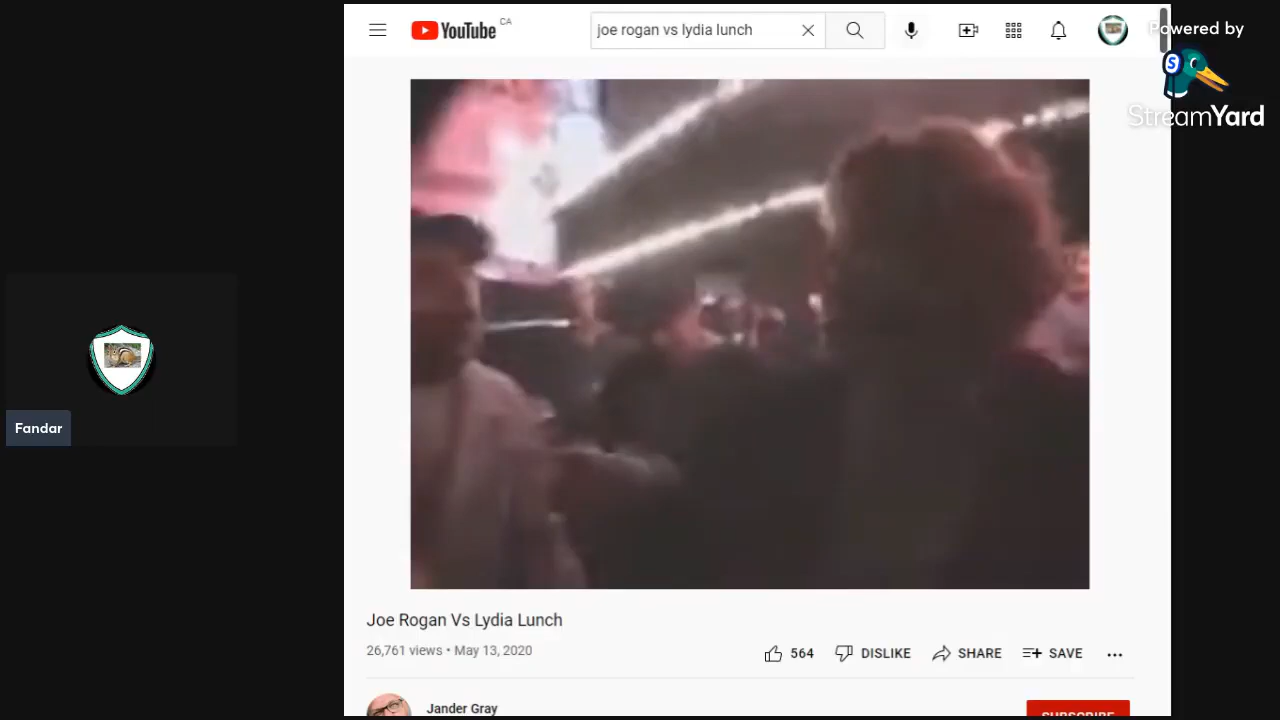 YouTube CA
joe rogan vs lydia lunch
Powered by
StreamYard
Fandar
Joe Rogan Vs Lydia Lunch
26,761 views • May 13, 2020
564 DISLIKE SHARE SAVE
Jander Gray
SUBSCRIBE